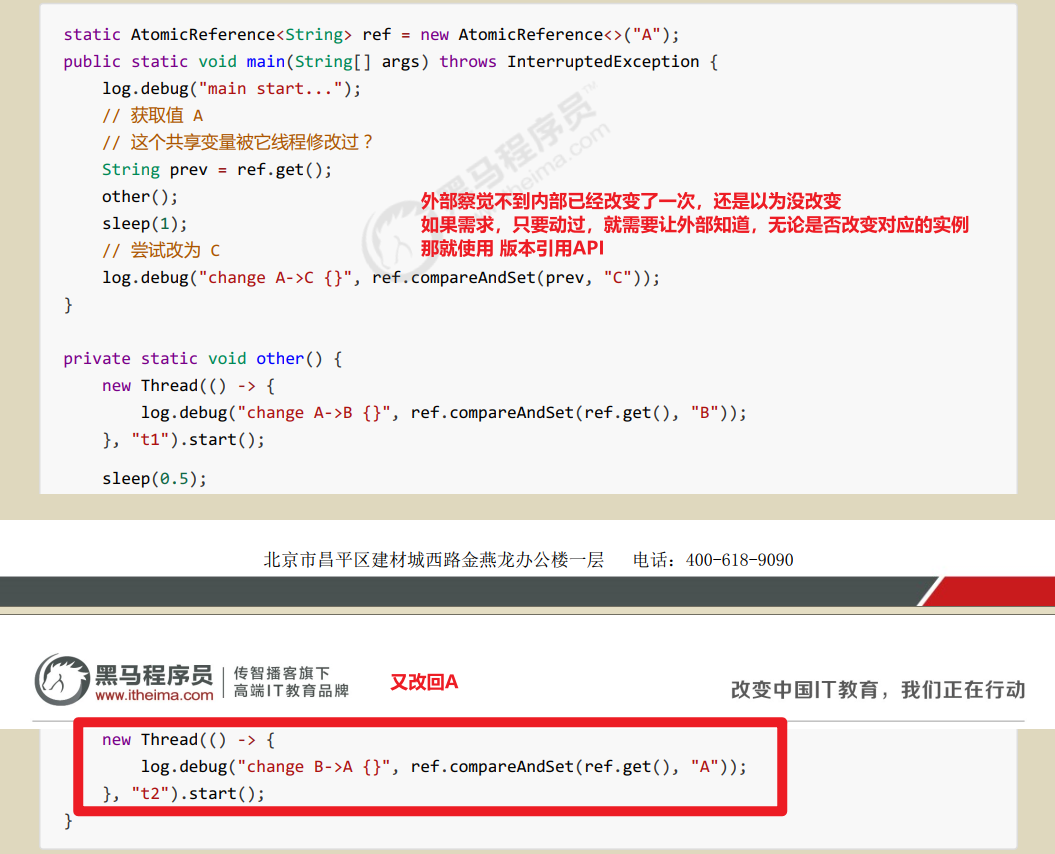 static AtomicReference<String> ref = new AtomicReference<>("A");
public static void main(String[] args) throws InterruptedException {
log.debug("main start...");
// 获取值 A
// 这个共享变量被它线程修改过？
String prev = ref.get();
other();
外部察觉不到内部已经改变了一次，还是以为没改变
sleep(1);
如果需求，只要动过，就需要让外部知道，无论是否改变对应的实例
// 尝试改为 C
那就使用 版本引用API
log.debug("change A->C {}", ref.compareAndSet(prev, "C"));
}
private static void other() {
new Thread(() -> {
log.debug("change A->B {}", ref.compareAndSet(ref.get(), "B"));
}, "t1").start();
sleep(0.5);
黑马程序员™
www.itheima.com
北京市昌平区建材城西路金燕龙办公楼一层 电话：400-618-9090
黑马程序员
www.itheima.com
传智播客旗下
高端IT教育品牌
又改回A
改变中国IT教育，我们正在行动
new Thread(() -> {
log.debug("change B->A {}", ref.compareAndSet(ref.get(), "A"));
}, "t2").start();
}